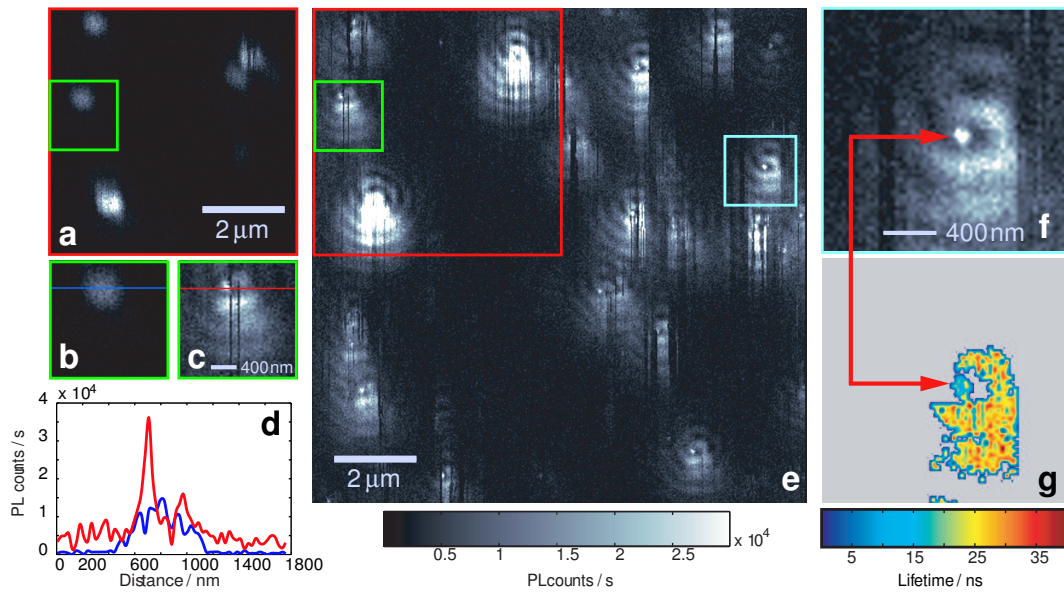 a
2 µm
b
c
400nm
x 10⁴
d
4
3
2
1
0
PL counts / s
0 200 600 1000 1400 1800
Distance / nm
e
2 µm
0.5 1 1.5 2 2.5 x 10⁴
PLcounts / s
f
400nm
g
5 15 25 35
Lifetime / ns